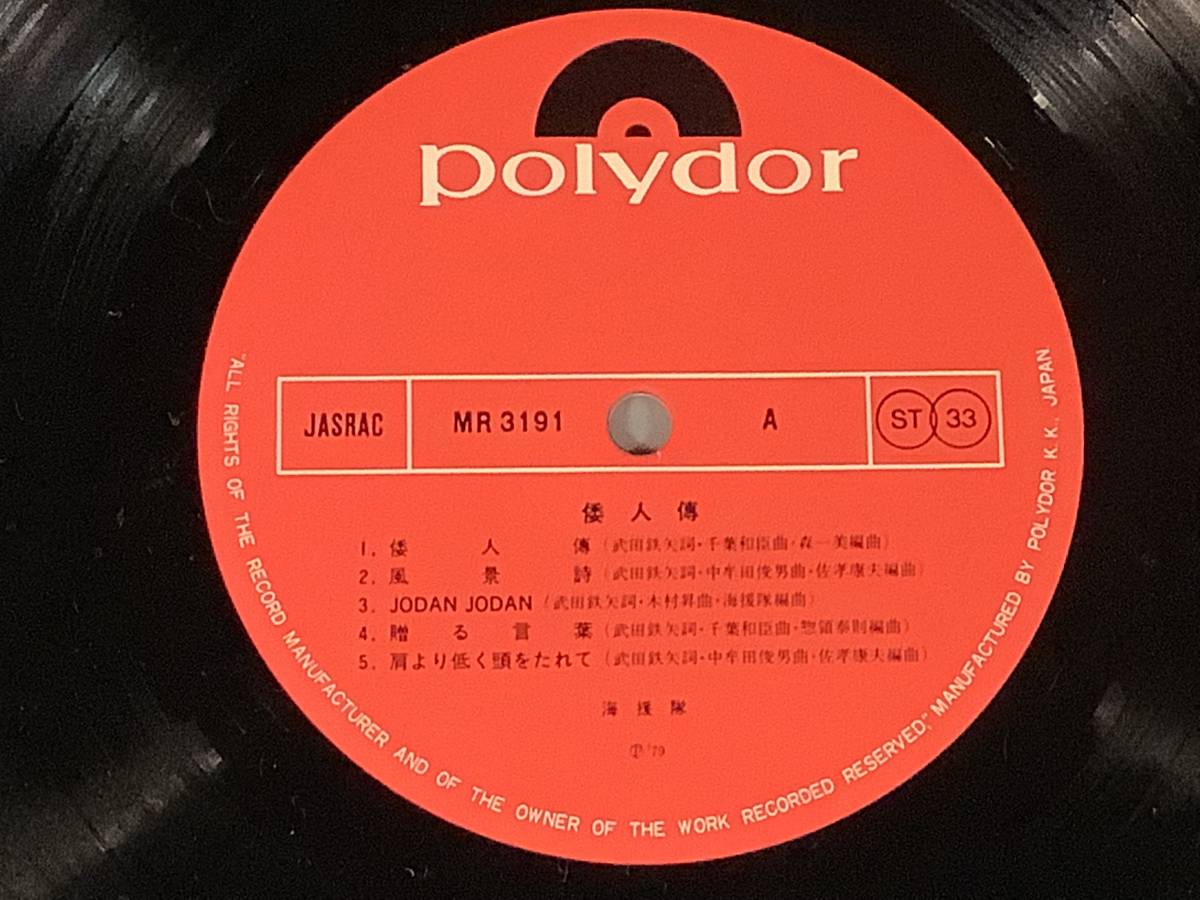 polydor
JASRAC MR 3191 A ST 33
倭人傳
1. 倭人傳 (武田鉄矢詞・千葉和臣曲・森一美編曲)
2. 風景詩 (武田鉄矢詞・中牟田俊男曲・佐孝康夫編曲)
3. JODAN JODAN (武田鉄矢詞・木村昇曲・海援隊編曲)
4. 贈る言葉 (武田鉄矢詞・千葉和臣曲・惣領泰則編曲)
5. 肩より低く頭をたれて (武田鉄矢詞・中牟田俊男曲・佐孝康夫編曲)
海援隊
Ⓟ '79
"ALL RIGHTS OF THE RECORD MANUFACTURER AND OF THE OWNER OF THE WORK RECORDED RESERVED," MANUFACTURED BY POLYDOR K.K., JAPAN